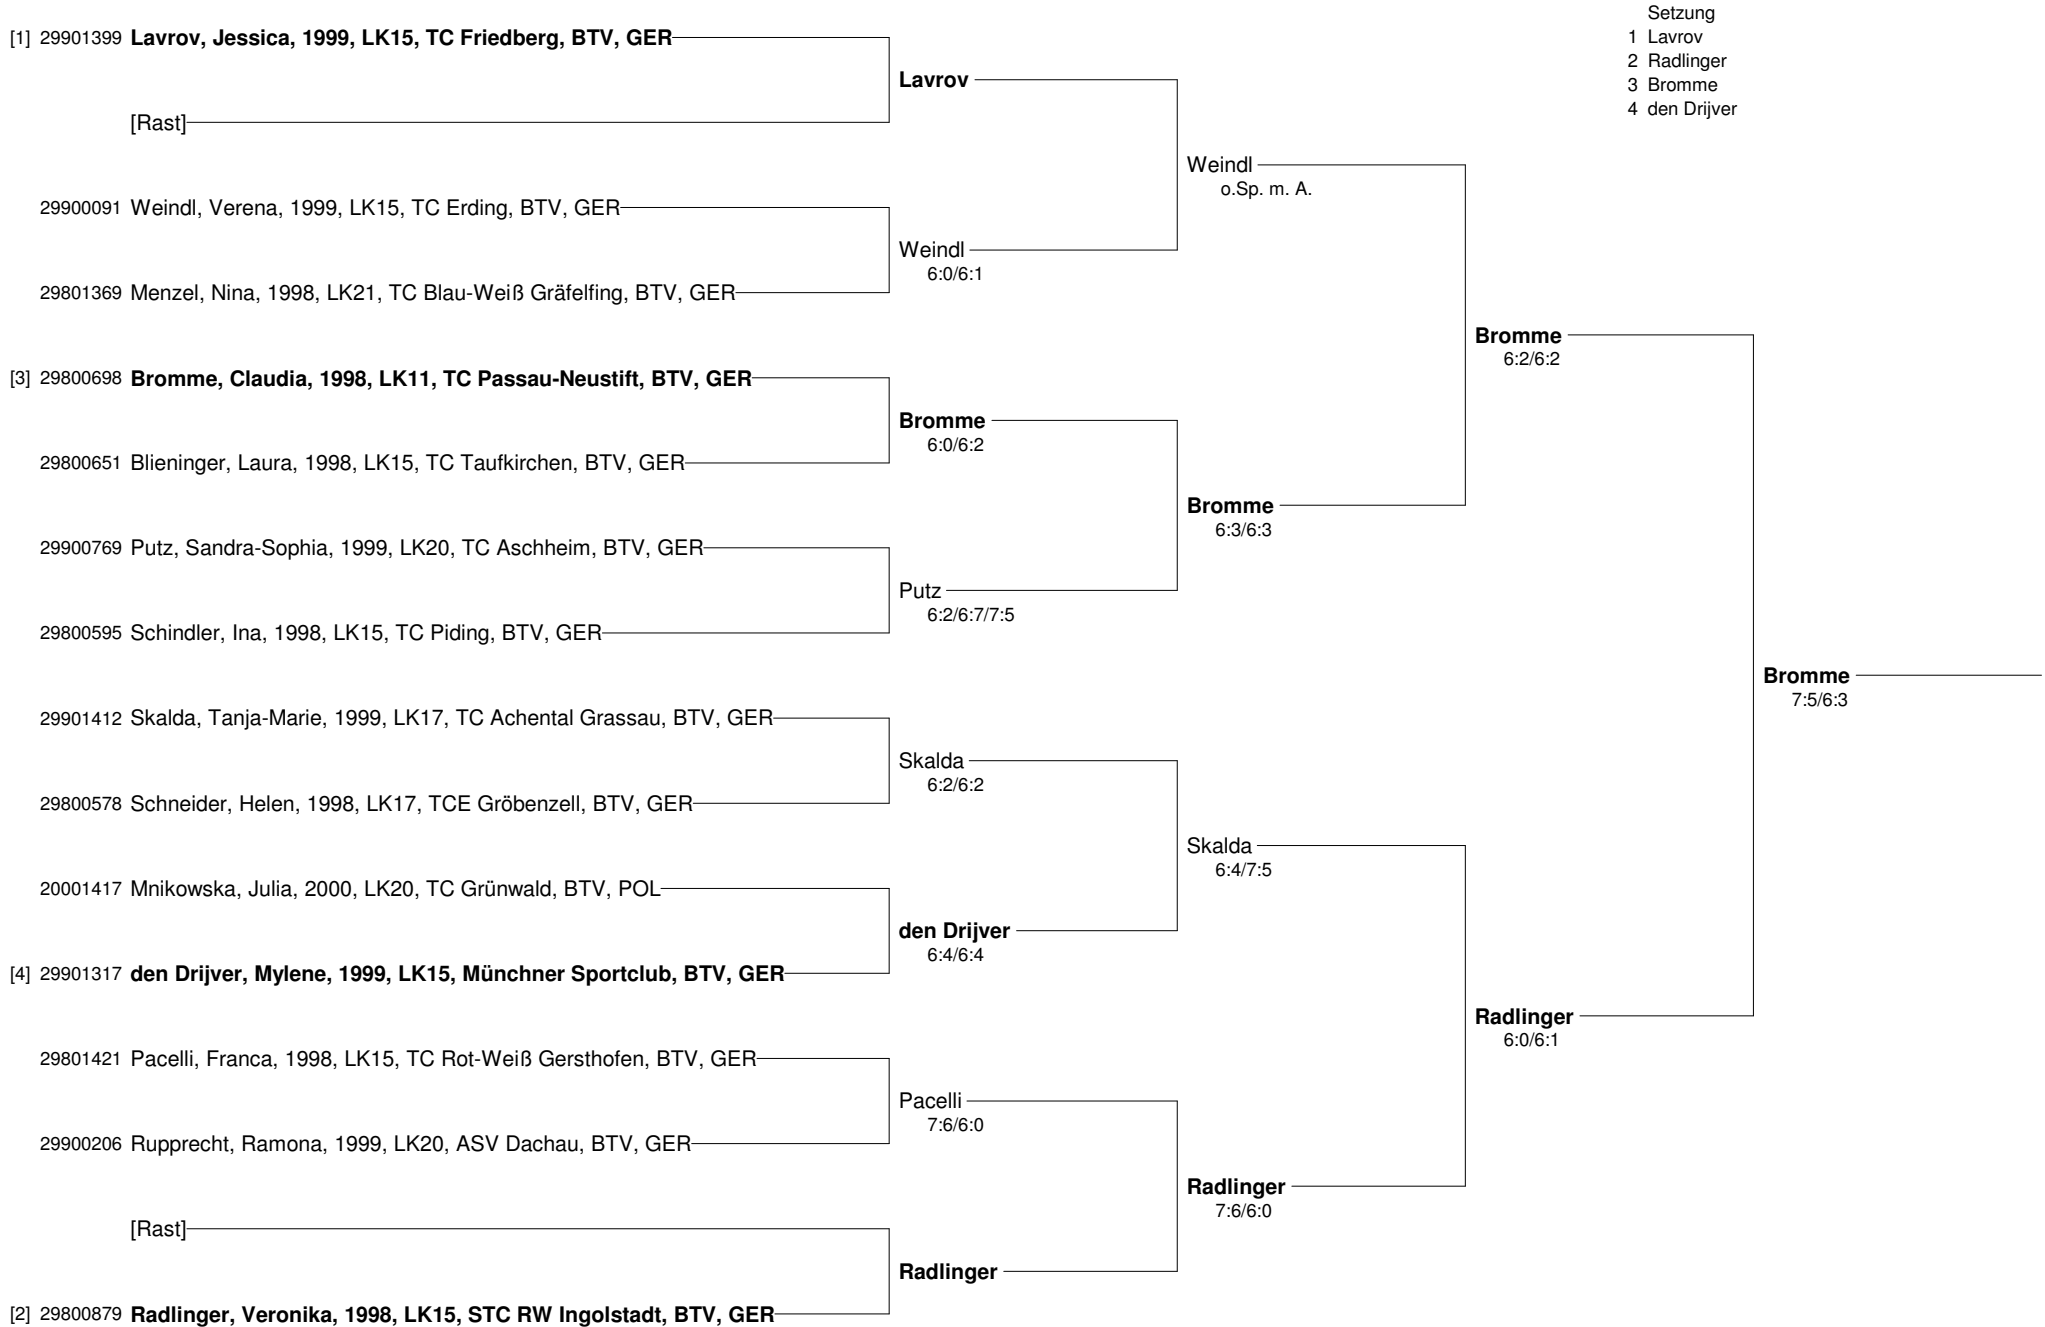 Setzung
1 Lavrov
2 Radlinger
3 Bromme
4 den Drijver
[1] 29901399 Lavrov, Jessica, 1999, LK15, TC Friedberg, BTV, GER
Lavrov
[Rast]
Weindl
o.Sp. m. A.
29900091 Weindl, Verena, 1999, LK15, TC Erding, BTV, GER
Weindl
6:0/6:1
29801369 Menzel, Nina, 1998, LK21, TC Blau-Weiß Gräfelfing, BTV, GER
Bromme
6:2/6:2
[3] 29800698 Bromme, Claudia, 1998, LK11, TC Passau-Neustift, BTV, GER
Bromme
6:0/6:2
29800651 Blieninger, Laura, 1998, LK15, TC Taufkirchen, BTV, GER
Bromme
6:3/6:3
29900769 Putz, Sandra-Sophia, 1999, LK20, TC Aschheim, BTV, GER
Putz
6:2/6:7/7:5
29800595 Schindler, Ina, 1998, LK15, TC Piding, BTV, GER
Bromme
7:5/6:3
29901412 Skalda, Tanja-Marie, 1999, LK17, TC Achental Grassau, BTV, GER
Skalda
6:2/6:2
29800578 Schneider, Helen, 1998, LK17, TCE Gröbenzell, BTV, GER
Skalda
6:4/7:5
20001417 Mnikowska, Julia, 2000, LK20, TC Grünwald, BTV, POL
den Drijver
6:4/6:4
[4] 29901317 den Drijver, Mylene, 1999, LK15, Münchner Sportclub, BTV, GER
Radlinger
6:0/6:1
29801421 Pacelli, Franca, 1998, LK15, TC Rot-Weiß Gersthofen, BTV, GER
Pacelli
7:6/6:0
29900206 Rupprecht, Ramona, 1999, LK20, ASV Dachau, BTV, GER
Radlinger
7:6/6:0
[Rast]
Radlinger
[2] 29800879 Radlinger, Veronika, 1998, LK15, STC RW Ingolstadt, BTV, GER